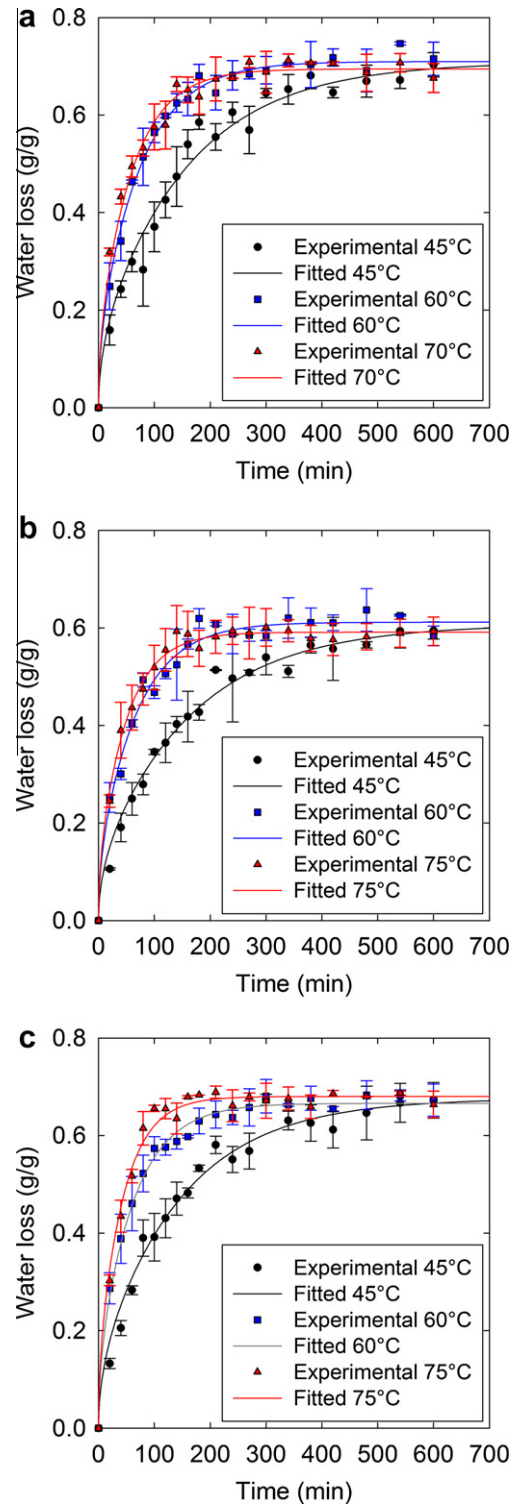 a
0.8
0.6
0.4
0.2
0.0
Water loss (g/g)
Experimental 45°C
Fitted 45°C
Experimental 60°C
Fitted 60°C
Experimental 70°C
Fitted 70°C
0 100 200 300 400 500 600 700
Time (min)
b
0.8
0.6
0.4
0.2
0.0
Water loss (g/g)
Experimental 45°C
Fitted 45°C
Experimental 60°C
Fitted 60°C
Experimental 75°C
Fitted 75°C
0 100 200 300 400 500 600 700
Time (min)
c
0.8
0.6
0.4
0.2
0.0
Water loss (g/g)
Experimental 45°C
Fitted 45°C
Experimental 60°C
Fitted 60°C
Experimental 75°C
Fitted 75°C
0 100 200 300 400 500 600 700
Time (min)